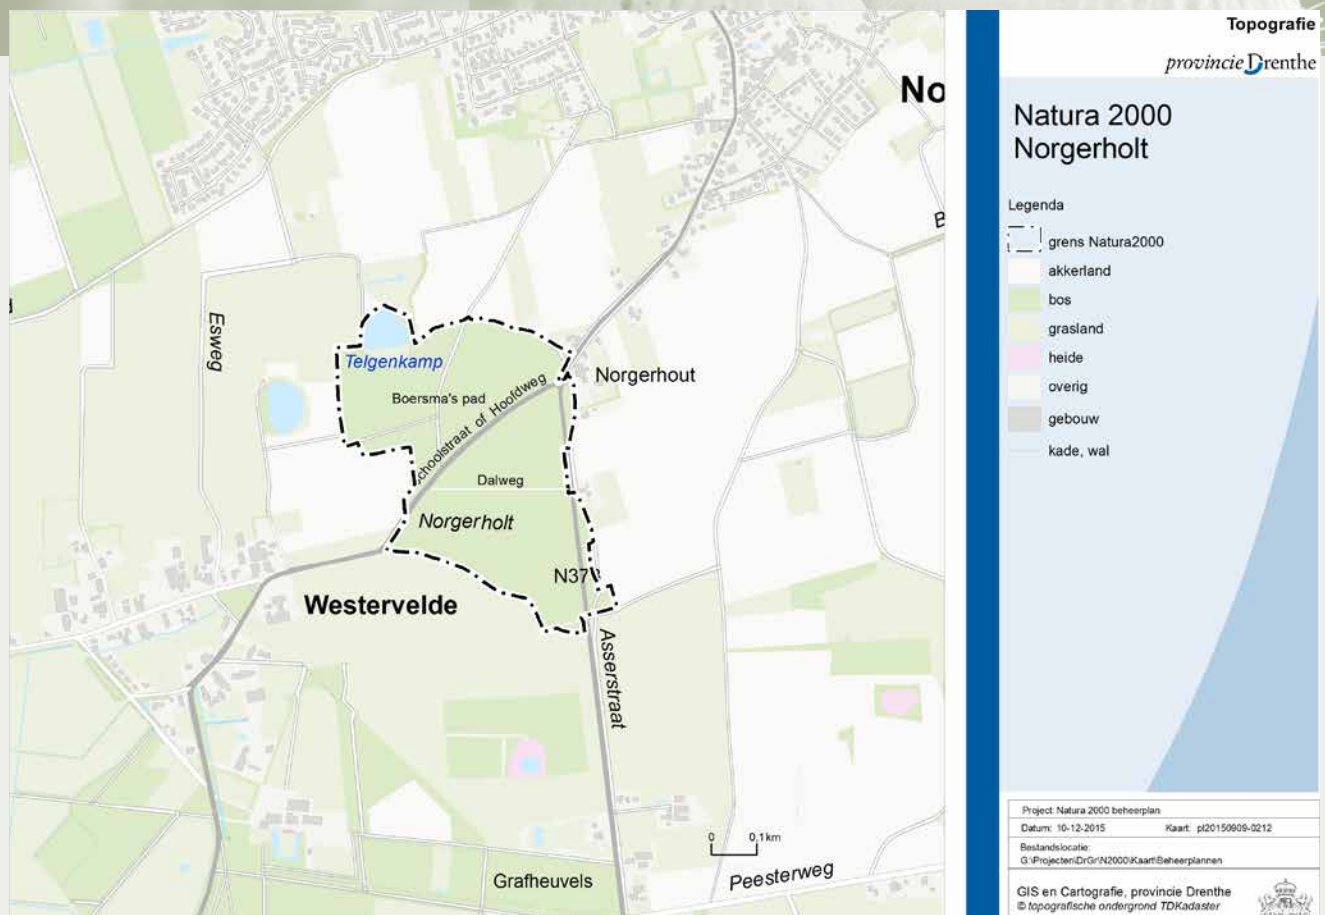 No
Esweg
Telgenkamp
Boersma's pad
choolstraat of Hoofdweg
Norgerhout
Dalweg
Norgerholt
N37
Westervelde
Asserstraat
0 0,1 km
Grafheuvels
Peesterweg
Topografie
provincie Drenthe
Natura 2000
Norgerholt
Legenda
grens Natura2000
akkerland
bos
grasland
heide
overig
gebouw
kade, wal
Project: Natura 2000 beheerplan
Datum: 10-12-2015 Kaart: pl20150909-0212
Bestandslocatie:
G:\Projecten\DrGr\N2000\Kaart\Beheerplannen
GIS en Cartografie, provincie Drenthe
© topografische ondergrond TDKadaster